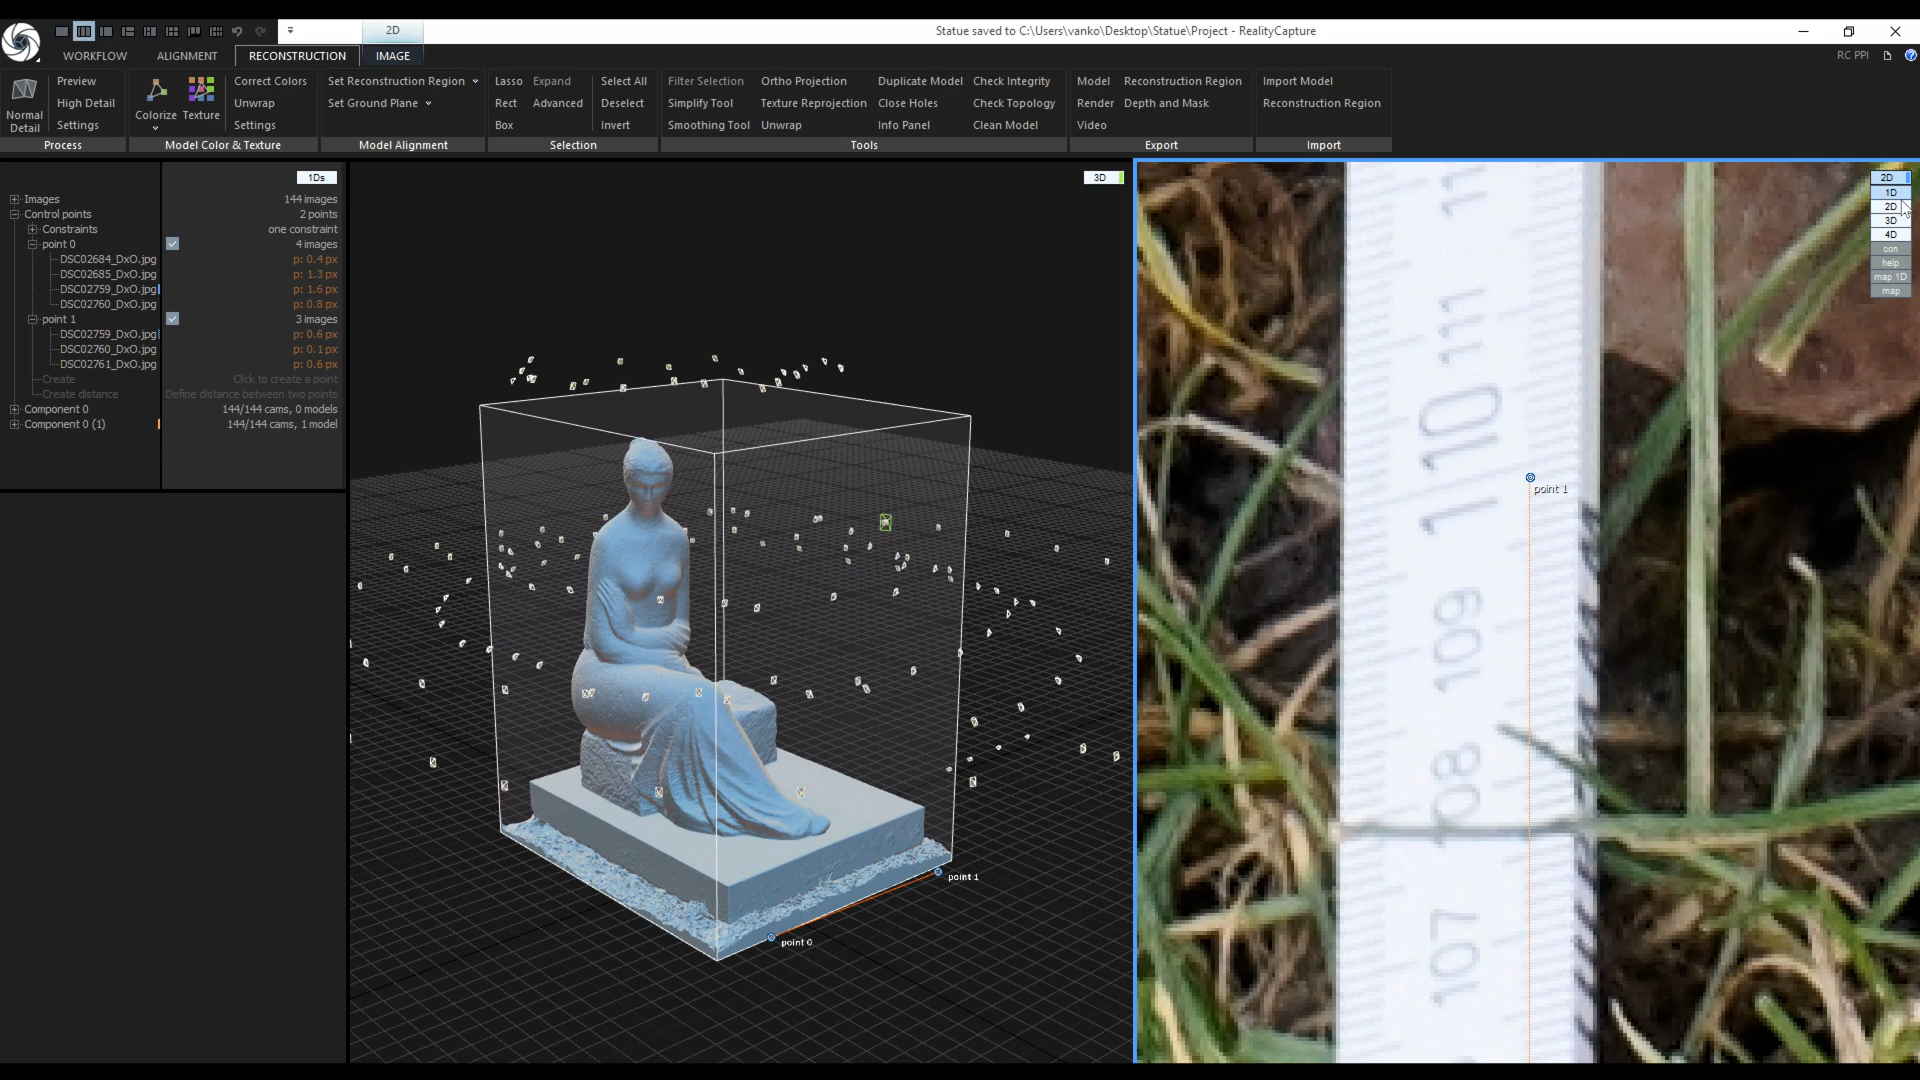 2D
Statue saved to C:\Users\vanko\Desktop\Statue\Project - RealityCapture
WORKFLOW ALIGNMENT RECONSTRUCTION IMAGE
RC PPI
Normal Detail
Preview
High Detail
Settings
Process
Colorize Texture
Correct Colors
Unwrap
Settings
Model Color & Texture
Set Reconstruction Region
Set Ground Plane
Model Alignment
Lasso Expand Select All
Rect Advanced Deselect
Box Invert
Selection
Filter Selection Ortho Projection Duplicate Model Check Integrity
Simplify Tool Texture Reprojection Close Holes Check Topology
Smoothing Tool Unwrap Info Panel Clean Model
Tools
Model Reconstruction Region
Render Depth and Mask
Video
Export
Import Model
Reconstruction Region
Import
1Ds
Images 144 images
Control points 2 points
Constraints one constraint
point 0 4 images
DSC02684_DxO.jpg p: 0.4 px
DSC02685_DxO.jpg p: 1.3 px
DSC02759_DxO.jpg p: 1.6 px
DSC02760_DxO.jpg p: 0.8 px
point 1 3 images
DSC02759_DxO.jpg p: 0.6 px
DSC02760_DxO.jpg p: 0.1 px
DSC02761_DxO.jpg p: 0.6 px
Create Click to create a point
Create distance Define distance between two points
Component 0 144/144 cams, 0 models
Component 0 (1) 144/144 cams, 1 model
3D
point 1
point 0
2D
1D
2D
3D
4D
con
help
map 1D
map
111
110
point 1
109
108
107